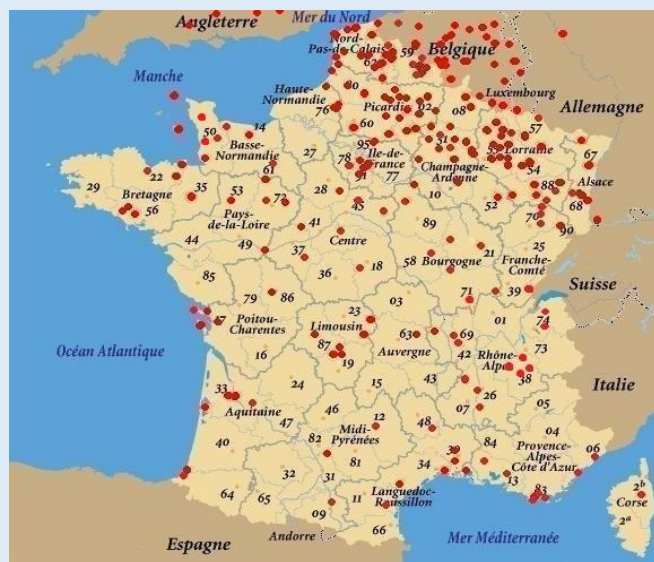 Angleterre
Mer du Nord
Nord-
Pas-de-Calais
59
62
Belgique
Manche
Haute-
Normandie
76
80
Picardie
02
08
Luxembourg
Allemagne
50
14
Basse-
Normandie
61
27
60
95
78
Ile-de-
France
91
77
51
Champagne-
Ardenne
10
55
Lorraine
57
54
67
Alsace
68
88
52
70
90
29
22
Bretagne
56
35
53
72
Pays-
de-la-Loire
44
49
28
45
41
37
Centre
36
18
89
58
Bourgogne
21
71
25
Franche-
Comté
39
Suisse
85
79
86
Poitou-
Charentes
17
16
Océan Atlantique
23
Limousin
87
19
03
63
Auvergne
15
43
69
42
01
74
73
Rhône-
Alpes
38
26
07
05
Italie
33
Aquitaine
24
47
40
64
46
82
12
Midi-
Pyrénées
81
32
31
65
09
48
34
11
66
Languedoc-
Roussillon
84
04
06
Provence-
Alpes-
Côte d'Azur
13
83
2ᵇ
Corse
2ᵃ
Espagne
Andorre
Mer Méditerranée